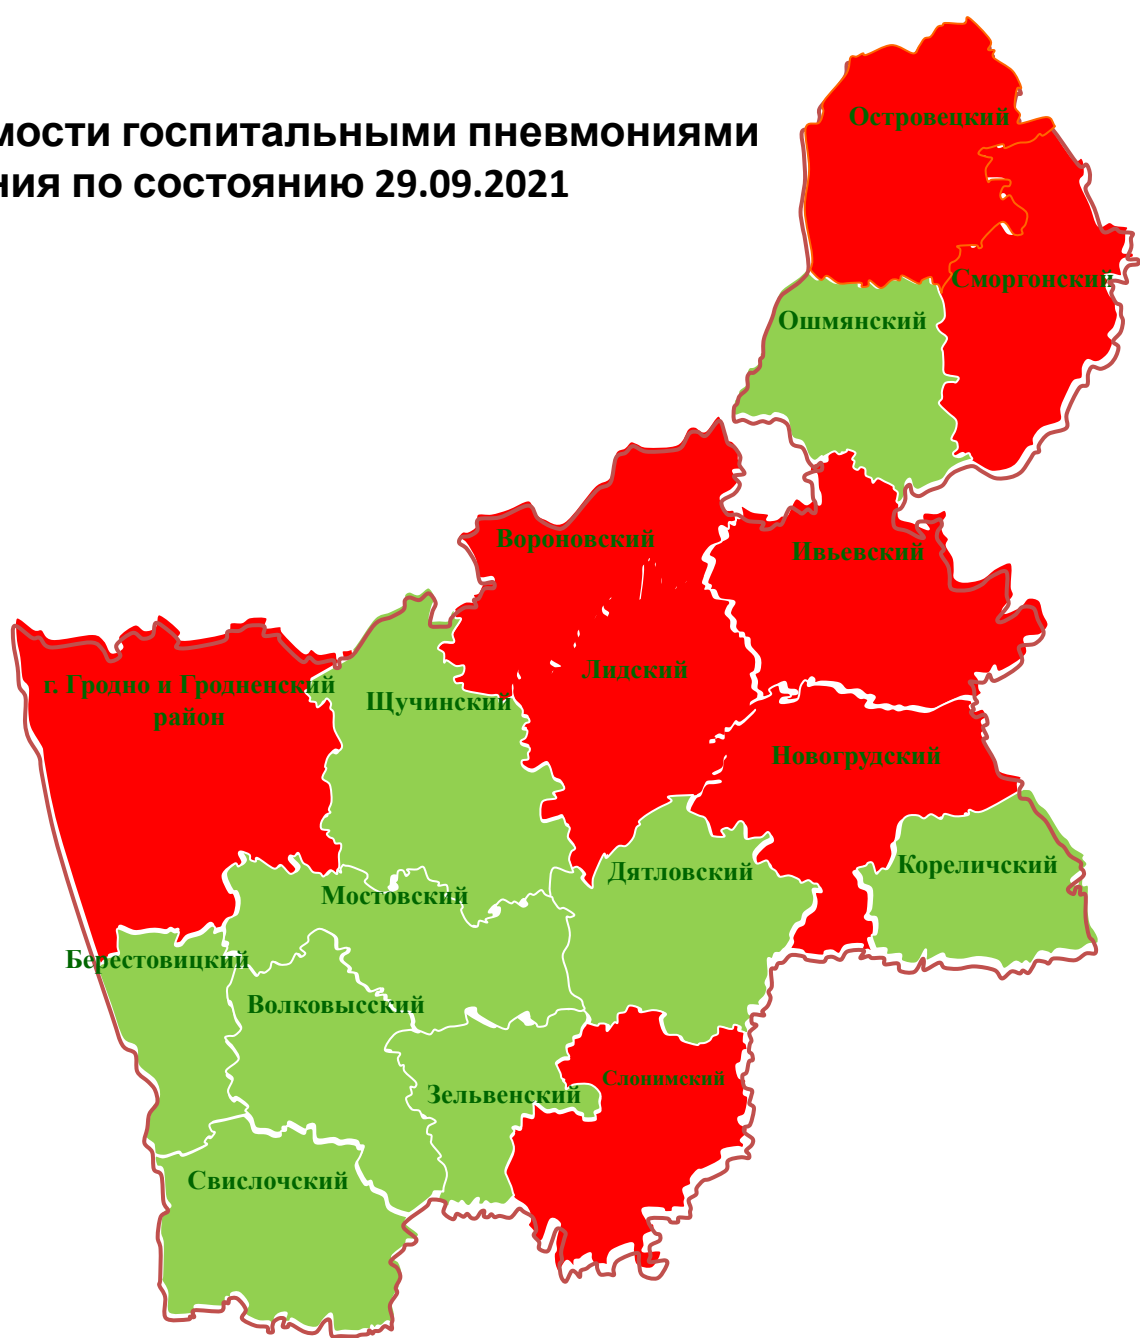 мости госпитальными пневмониями
ния по состоянию 29.09.2021
Островецкий
Сморгонский
Ошмянский
Вороновский
Ивьевский
Лидский
г. Гродно и Гродненский
район
Щучинский
Новогрудский
Кореличский
Дятловский
Мостовский
Берестовицкий
Волковысский
Слонимский
Зельвенский
Свислочский